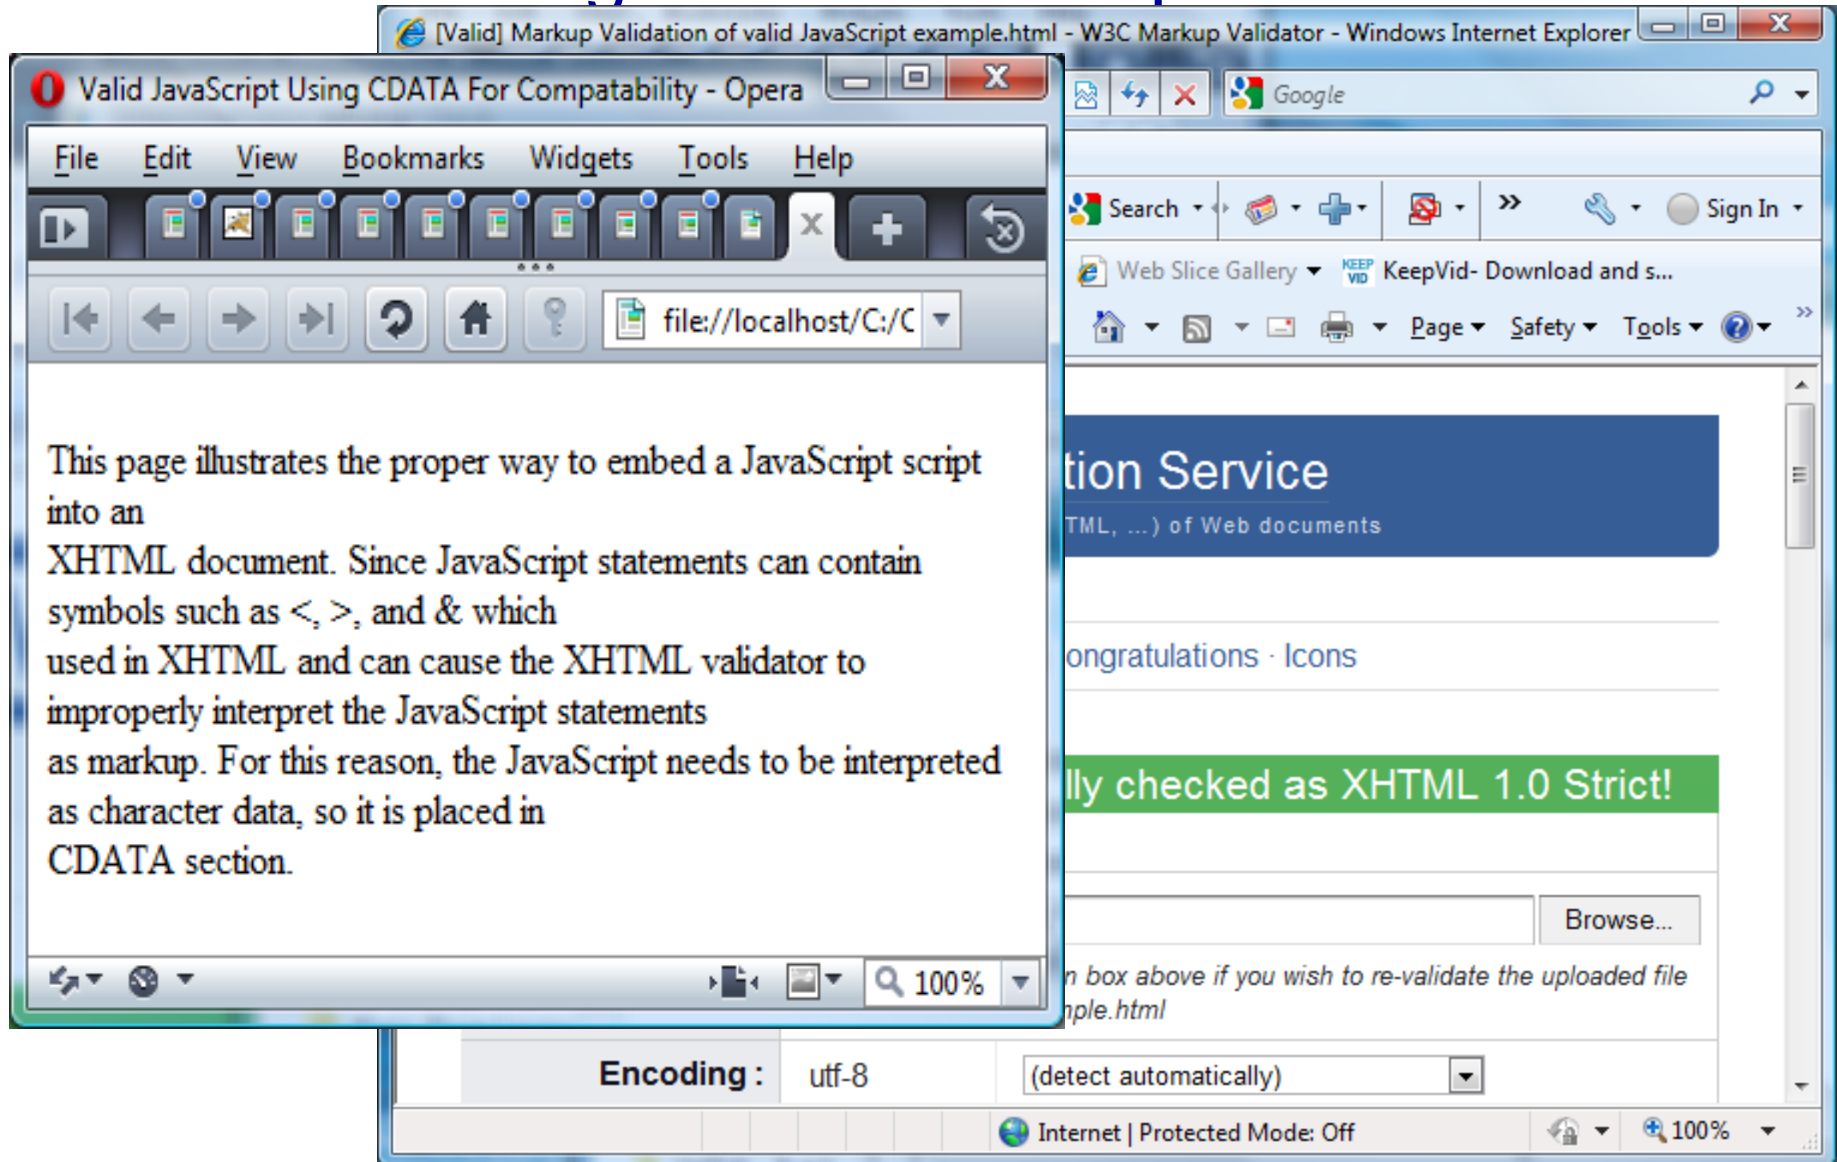 [Valid] Markup Validation of valid JavaScript example.html - W3C Markup Validator - Windows Internet Explorer
Valid JavaScript Using CDATA For Compatability - Opera
Google
File Edit View Bookmarks Widgets Tools Help
Search
Sign In
Web Slice Gallery
KEEP VID
KeepVid- Download and s...
file://localhost/C:/C
Page Safety Tools
This page illustrates the proper way to embed a JavaScript script
into an
XHTML document. Since JavaScript statements can contain
symbols such as <, >, and & which
used in XHTML and can cause the XHTML validator to
improperly interpret the JavaScript statements
as markup. For this reason, the JavaScript needs to be interpreted
as character data, so it is placed in
CDATA section.
100%
tion Service
TML, ...) of Web documents
ongratulations · Icons
lly checked as XHTML 1.0 Strict!
Browse...
n box above if you wish to re-validate the uploaded file
mple.html
Encoding : utf-8 (detect automatically)
Internet | Protected Mode: Off
100%